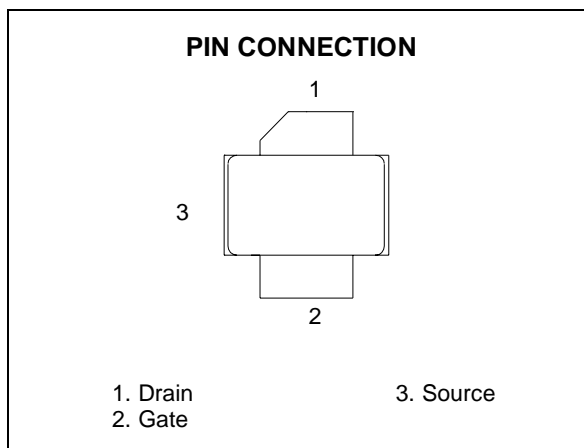 PIN CONNECTION
1
3
2
1. Drain
3. Source
2. Gate